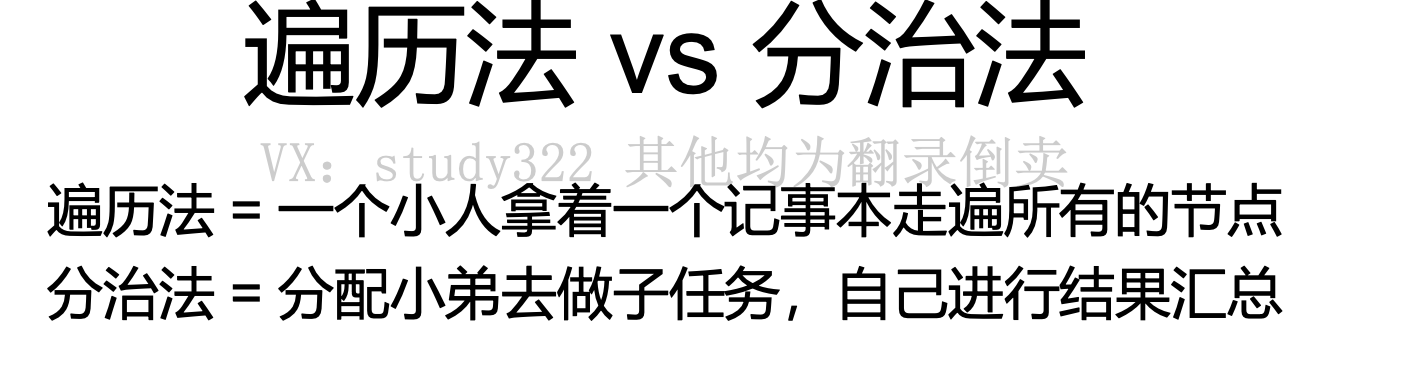 遍历法 vs 分治法
VX：study322 其他均为翻录倒卖
遍历法 = 一个小人拿着一个记事本走遍所有的节点
分治法 = 分配小弟去做子任务，自己进行结果汇总